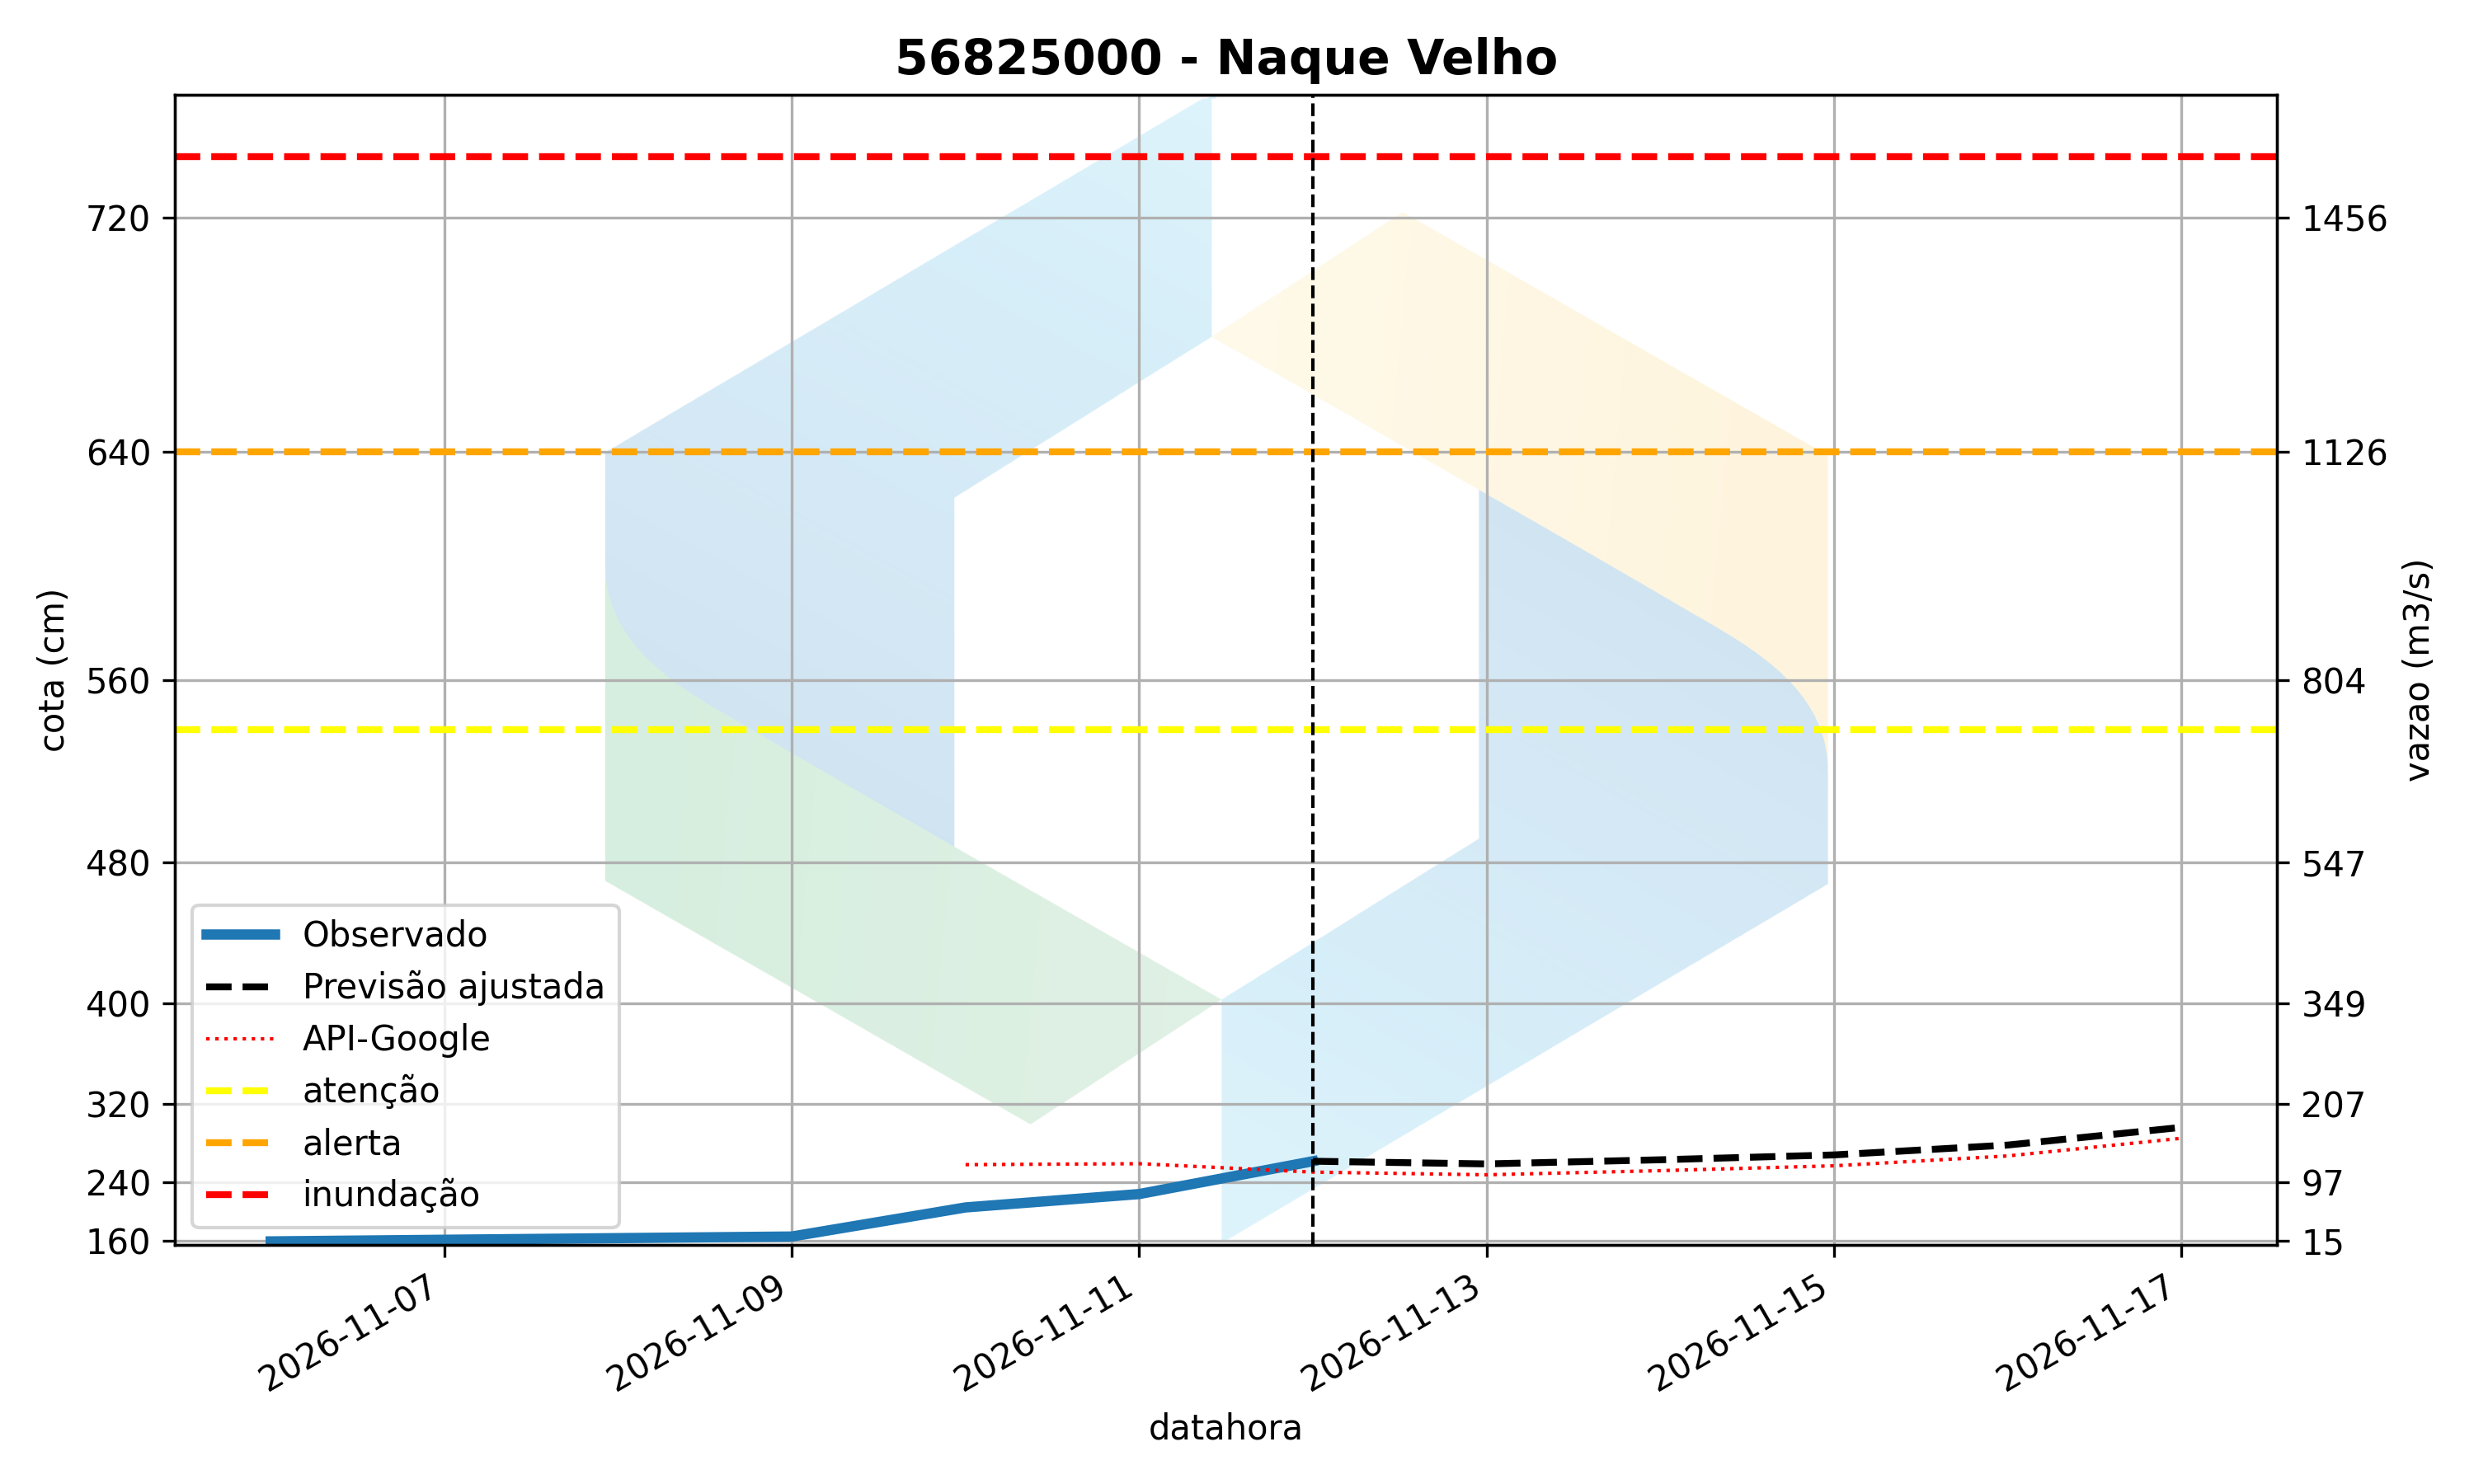 56825000 - Naque Velho
720
640
560
480
400
320
240
160
cota (cm)
1456
1126
804
547
349
207
97
15
vazao (m3/s)
Observado
Previsão ajustada
API-Google
atenção
alerta
inundação
2026-11-07
2026-11-09
2026-11-11
2026-11-13
2026-11-15
2026-11-17
datahora